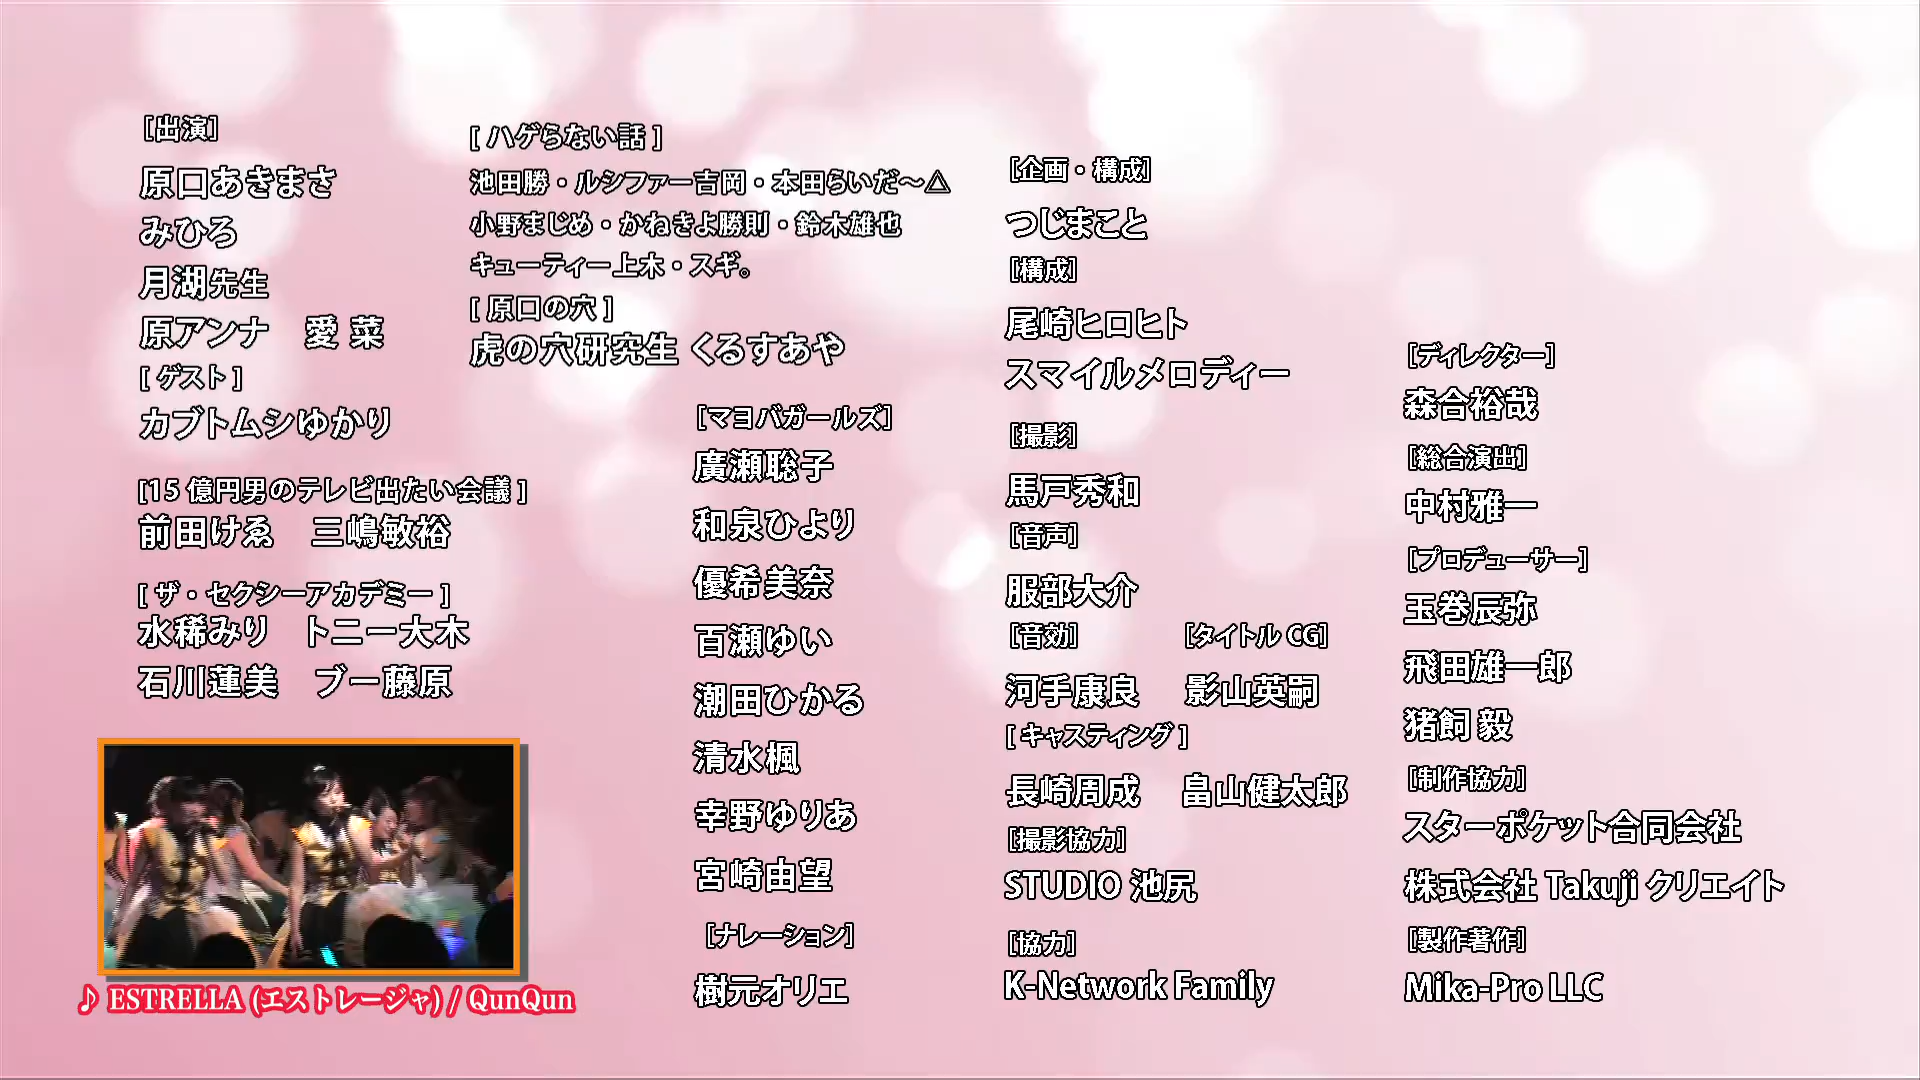 [出演]
原口あきまさ
みひろ
月湖先生
原アンナ　愛 菜
[ ゲスト ]
カブトムシゆかり
[15 億円男のテレビ出たい会議 ]
前田けゑ　三嶋敏裕
[ ザ・セクシーアカデミー ]
水稀みり　トニー大木
石川蓮美　ブー藤原
♪ ESTRELLA (エストレージャ) / QunQun
[ ハゲらない話 ]
池田勝・ルシファー吉岡・本田らいだ～△
小野まじめ・かねきよ勝則・鈴木雄也
キューティー上木・スギ。
[ 原口の穴 ]
虎の穴研究生 くるすあや
[マヨバガールズ]
廣瀬聡子
和泉ひより
優希美奈
百瀬ゆい
潮田ひかる
清水楓
幸野ゆりあ
宮崎由望
[ナレーション]
樹元オリエ
[企画・構成]
つじまこと
[構成]
尾崎ヒロヒト
スマイルメロディー
[撮影]
馬戸秀和
[音声]
服部大介
[音効]　[タイトル CG]
河手康良　影山英嗣
[ キャスティング ]
長崎周成　畠山健太郎
[撮影協力]
STUDIO 池尻
[協力]
K-Network Family
[ディレクター]
森合裕哉
[総合演出]
中村雅一
[プロデューサー]
玉巻辰弥
飛田雄一郎
猪飼 毅
[制作協力]
スターポケット合同会社
株式会社 Takuji クリエイト
[製作著作]
Mika-Pro LLC